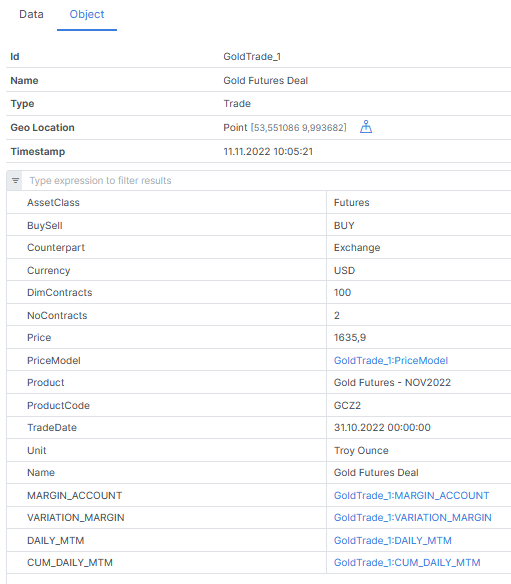 Data Object
Id GoldTrade_1
Name Gold Futures Deal
Type Trade
Geo Location Point [53,551086 9,993682]
Timestamp 11.11.2022 10:05:21
Type expression to filter results
AssetClass Futures
BuySell BUY
Counterpart Exchange
Currency USD
DimContracts 100
NoContracts 2
Price 1635,9
PriceModel GoldTrade_1:PriceModel
Product Gold Futures - NOV2022
ProductCode GCZ2
TradeDate 31.10.2022 00:00:00
Unit Troy Ounce
Name Gold Futures Deal
MARGIN_ACCOUNT GoldTrade_1:MARGIN_ACCOUNT
VARIATION_MARGIN GoldTrade_1:VARIATION_MARGIN
DAILY_MTM GoldTrade_1:DAILY_MTM
CUM_DAILY_MTM GoldTrade_1:CUM_DAILY_MTM